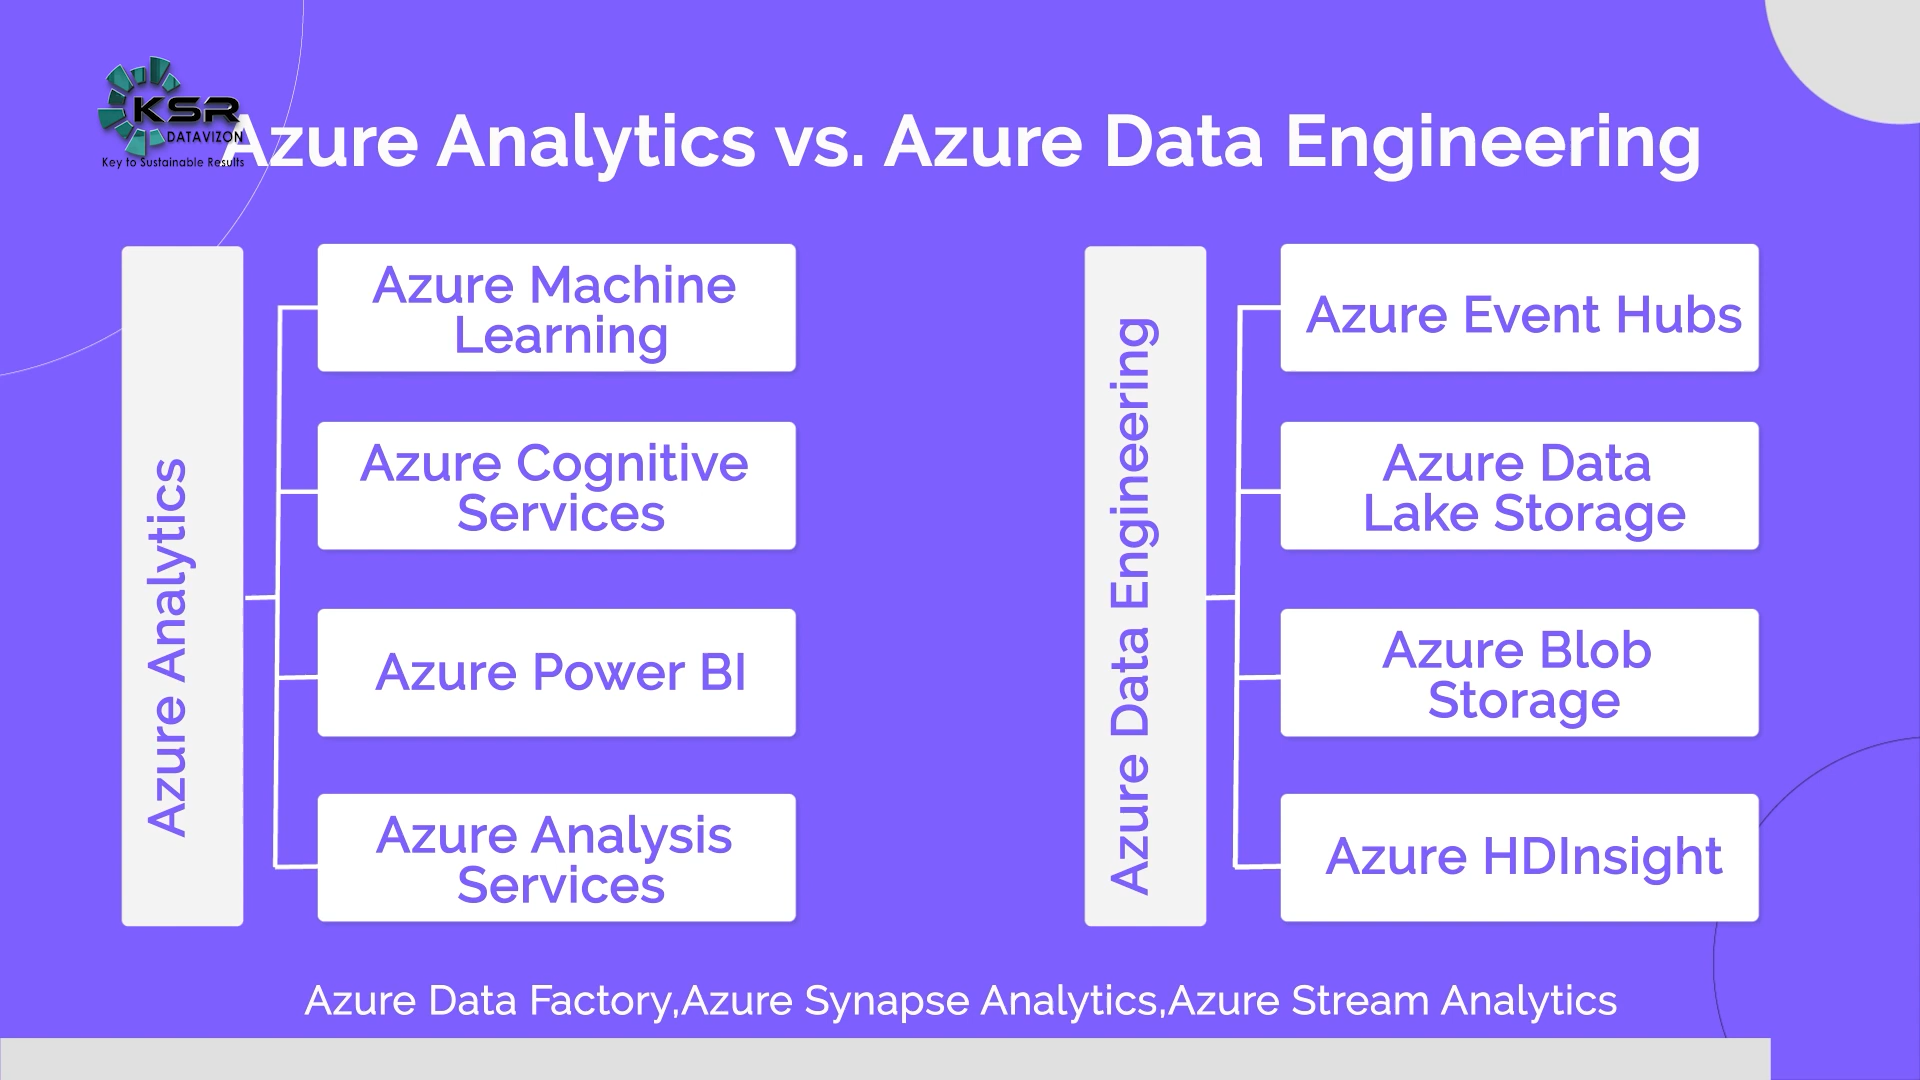 KSR
DATAVIZON
Key to Sustainable Results
Azure Analytics vs. Azure Data Engineering
Azure Analytics
Azure Machine
Learning
Azure Cognitive
Services
Azure Power BI
Azure Analysis
Services
Azure Data Engineering
Azure Event Hubs
Azure Data
Lake Storage
Azure Blob
Storage
Azure HDInsight
Azure Data Factory,Azure Synapse Analytics,Azure Stream Analytics